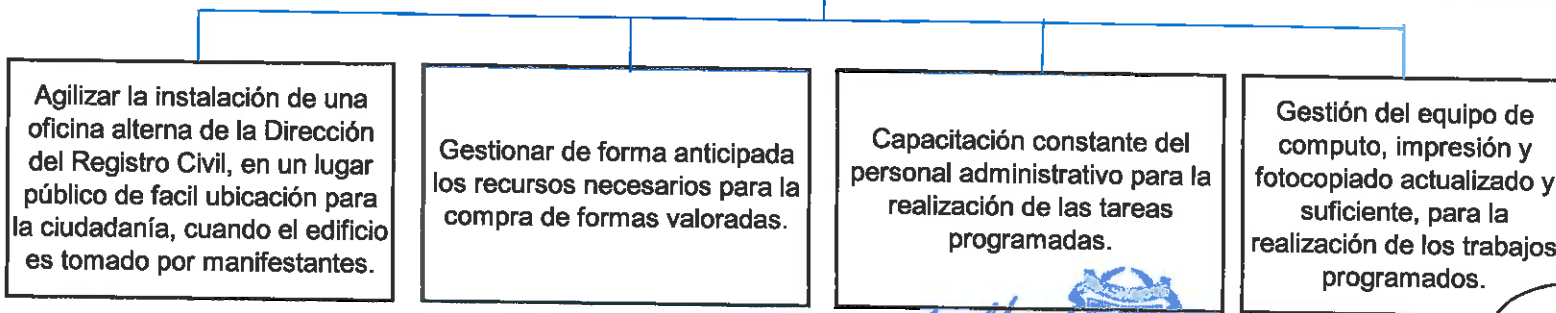 Agilizar la instalación de una
oficina alterna de la Dirección
del Registro Civil, en un lugar
público de facil ubicación para
la ciudadanía, cuando el edificio
es tomado por manifestantes.
Gestionar de forma anticipada
los recursos necesarios para la
compra de formas valoradas.
Capacitación constante del
personal administrativo para la
realización de las tareas
programadas.
Gestión del equipo de
computo, impresión y
fotocopiado actualizado y
suficiente, para la
realización de los trabajos
programados.